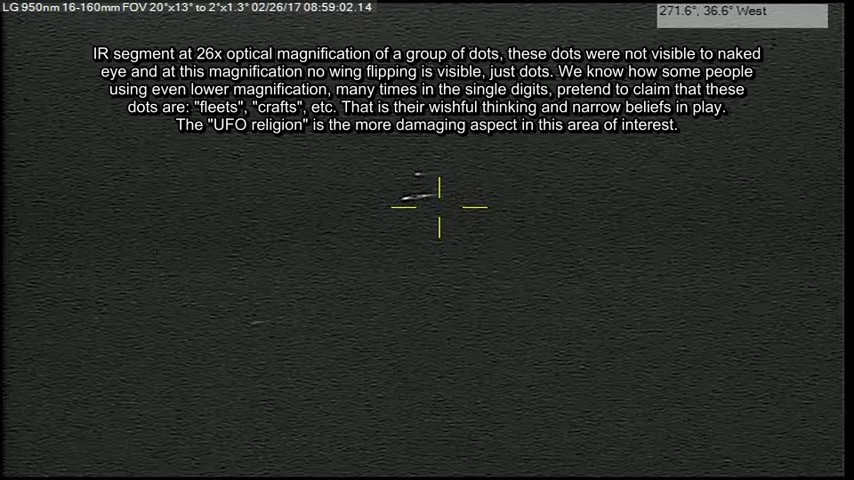 LG 950nm 16-160mm FOV 20°x13° to 2°x1.3° 02/26/17 08:59:02.14
271.6°, 36.6° West
IR segment at 26x optical magnification of a group of dots, these dots were not visible to naked
eye and at this magnification no wing flipping is visible, just dots. We know how some people
using even lower magnification, many times in the single digits, pretend to claim that these
dots are: "fleets", "crafts", etc. That is their wishful thinking and narrow beliefs in play.
The "UFO religion" is the more damaging aspect in this area of interest.